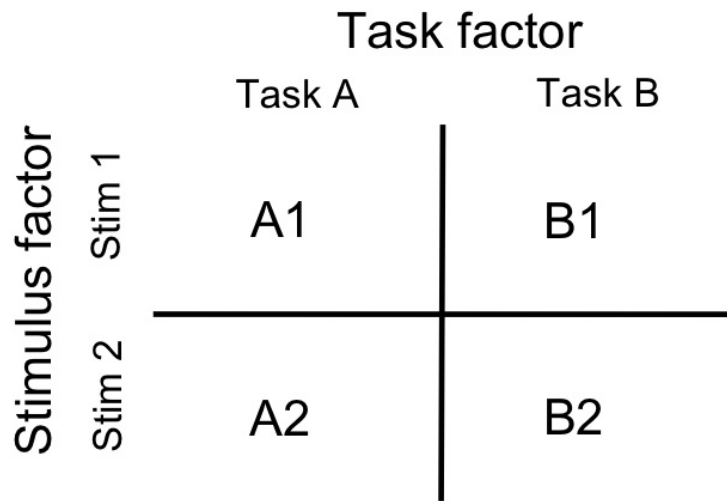 Task factor
Task A
Task B
Stimulus factor
Stim 1
A1
B1
Stim 2
A2
B2